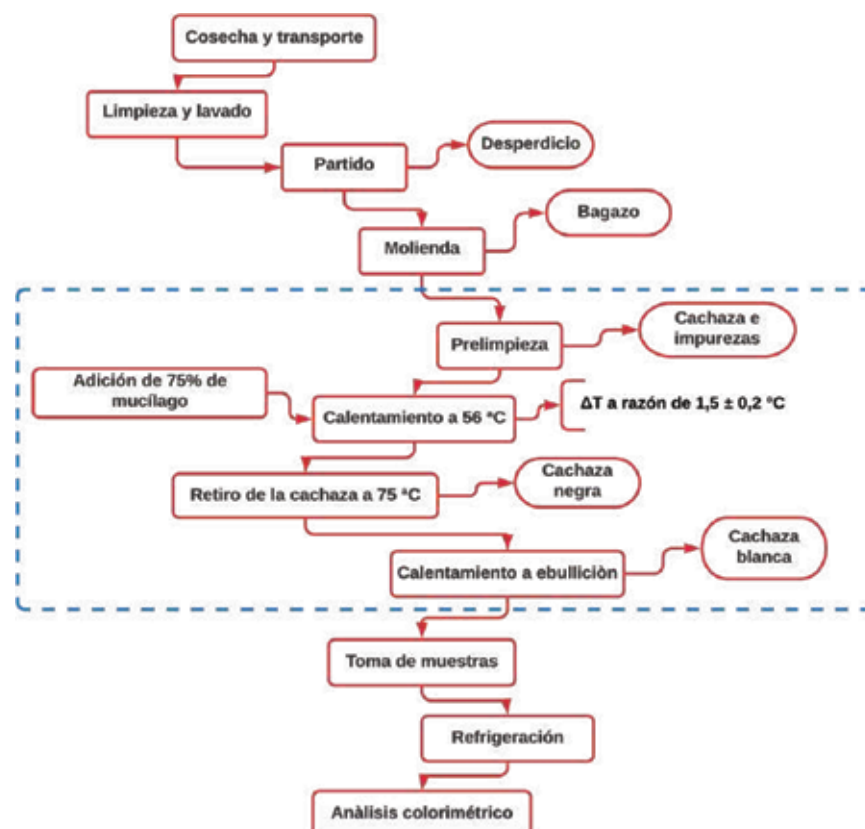 Cosecha y transporte
Limpieza y lavado
Partido
Desperdicio
Bagazo
Molienda
Prelimpieza
Cachaza e
impurezas
Adición de 75% de
mucílago
Calentamiento a 56 °C
ΔT a razón de 1,5 ± 0,2 °C
Retiro de la cachaza a 75 °C
Cachaza
negra
Calentamiento a ebulliciòn
Cachaza
blanca
Toma de muestras
Refrigeración
Anàlisis colorimétrico